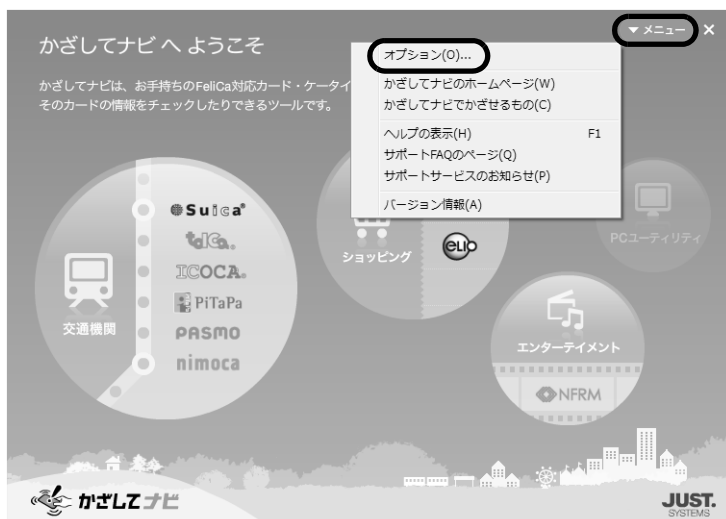 ▼メニュー ×
かざしてナビ へ ようこそ
かざしてナビは、お手持ちのFeliCa対応カード・ケータイ
そのカードの情報をチェックしたりできるツールです。
オプション(O)...
かざしてナビのホームページ(W)
かざしてナビでかざせるもの(C)
ヘルプの表示(H) F1
サポートFAQのページ(Q)
サポートサービスのお知らせ(P)
バージョン情報(A)
交通機関
Suica
toICa.
ICOCA.
PiTaPa
PASMO
nimoca
ショッピング
eLIO
PCユーティリティ
エンターテイメント
NFRM
かざしてナビ
JUST.
SYSTEMS